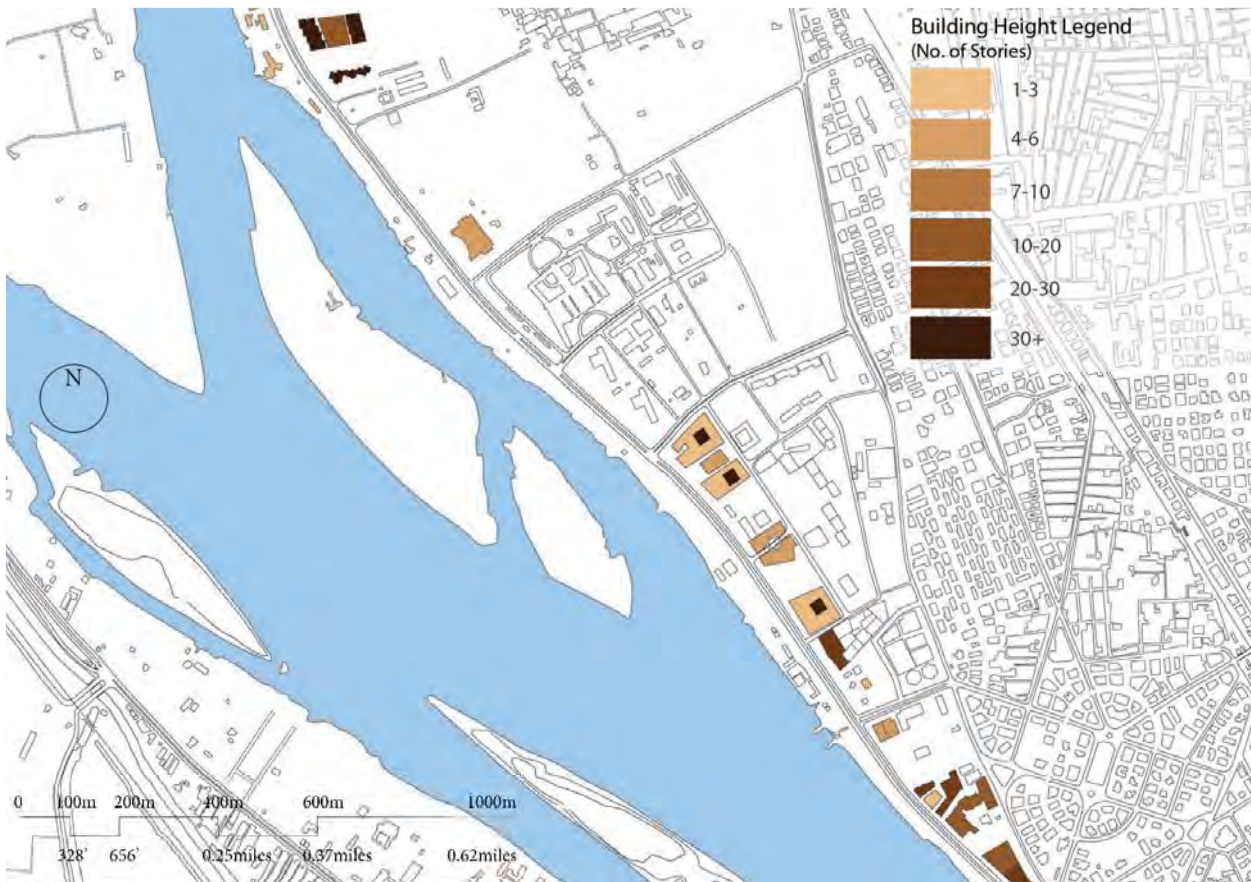 Building Height Legend
(No. of Stories)
1-3
4-6
7-10
10-20
20-30
30+
N
0 100m 200m 400m 600m 1000m
328' 656' 0.25miles 0.37miles 0.62miles